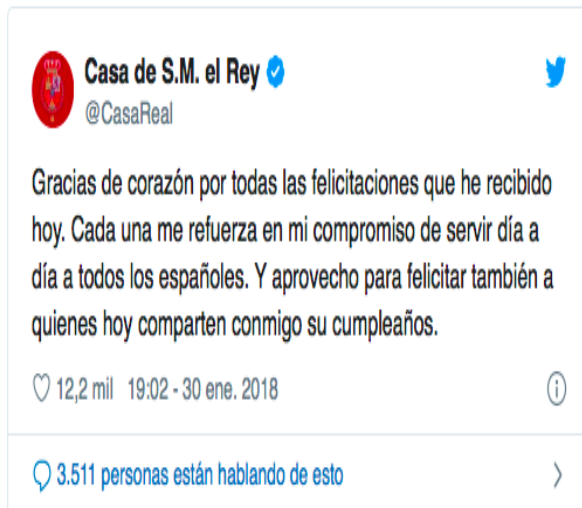 Casa de S.M. el Rey
@CasaReal
Gracias de corazón por todas las felicitaciones que he recibido
hoy. Cada una me refuerza en mi compromiso de servir día a
día a todos los españoles. Y aprovecho para felicitar también a
quienes hoy comparten conmigo su cumpleaños.
12,2 mil 19:02 - 30 ene. 2018
3.511 personas están hablando de esto